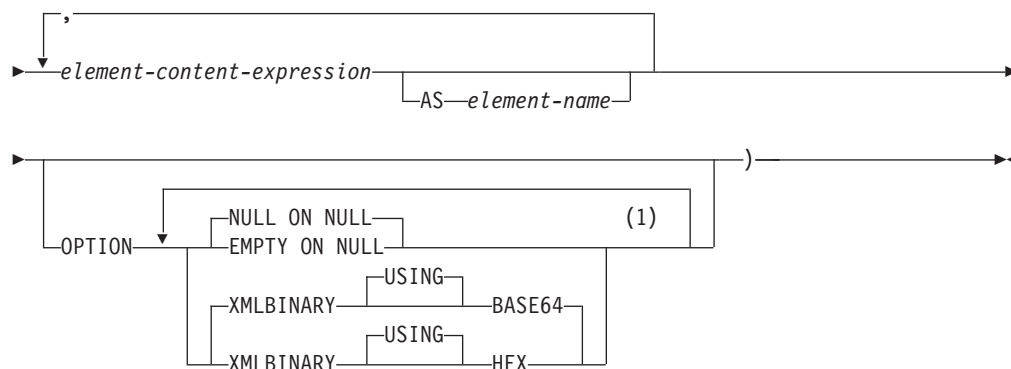 ,
element-content-expression
AS element-name
)
NULL ON NULL (1)
OPTION EMPTY ON NULL
USING
XMLBINARY BASE64
USING
XMLBINARY HEX